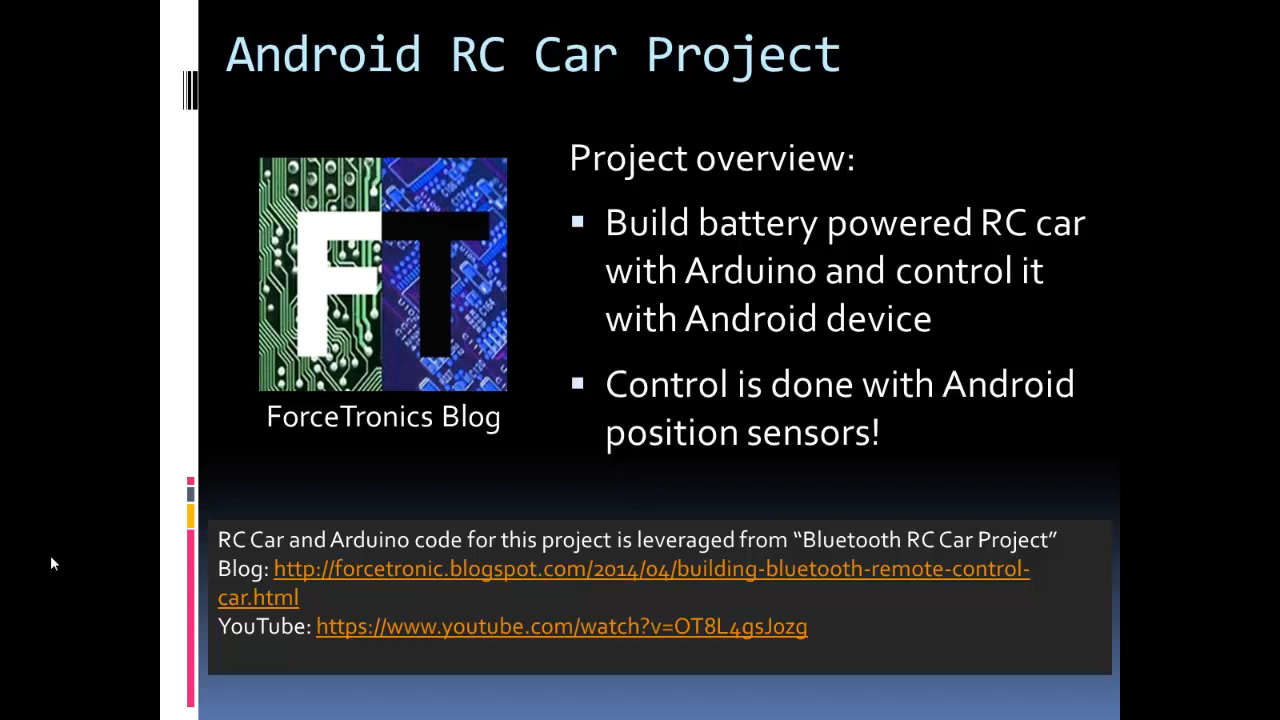 Android RC Car Project
FT
ForceTronics Blog
Project overview:
Build battery powered RC car
with Arduino and control it
with Android device
Control is done with Android
position sensors!
RC Car and Arduino code for this project is leveraged from “Bluetooth RC Car Project”
Blog: http://forcetronic.blogspot.com/2014/04/building-bluetooth-remote-control-
car.html
YouTube: https://www.youtube.com/watch?v=OT8L4gsJozg